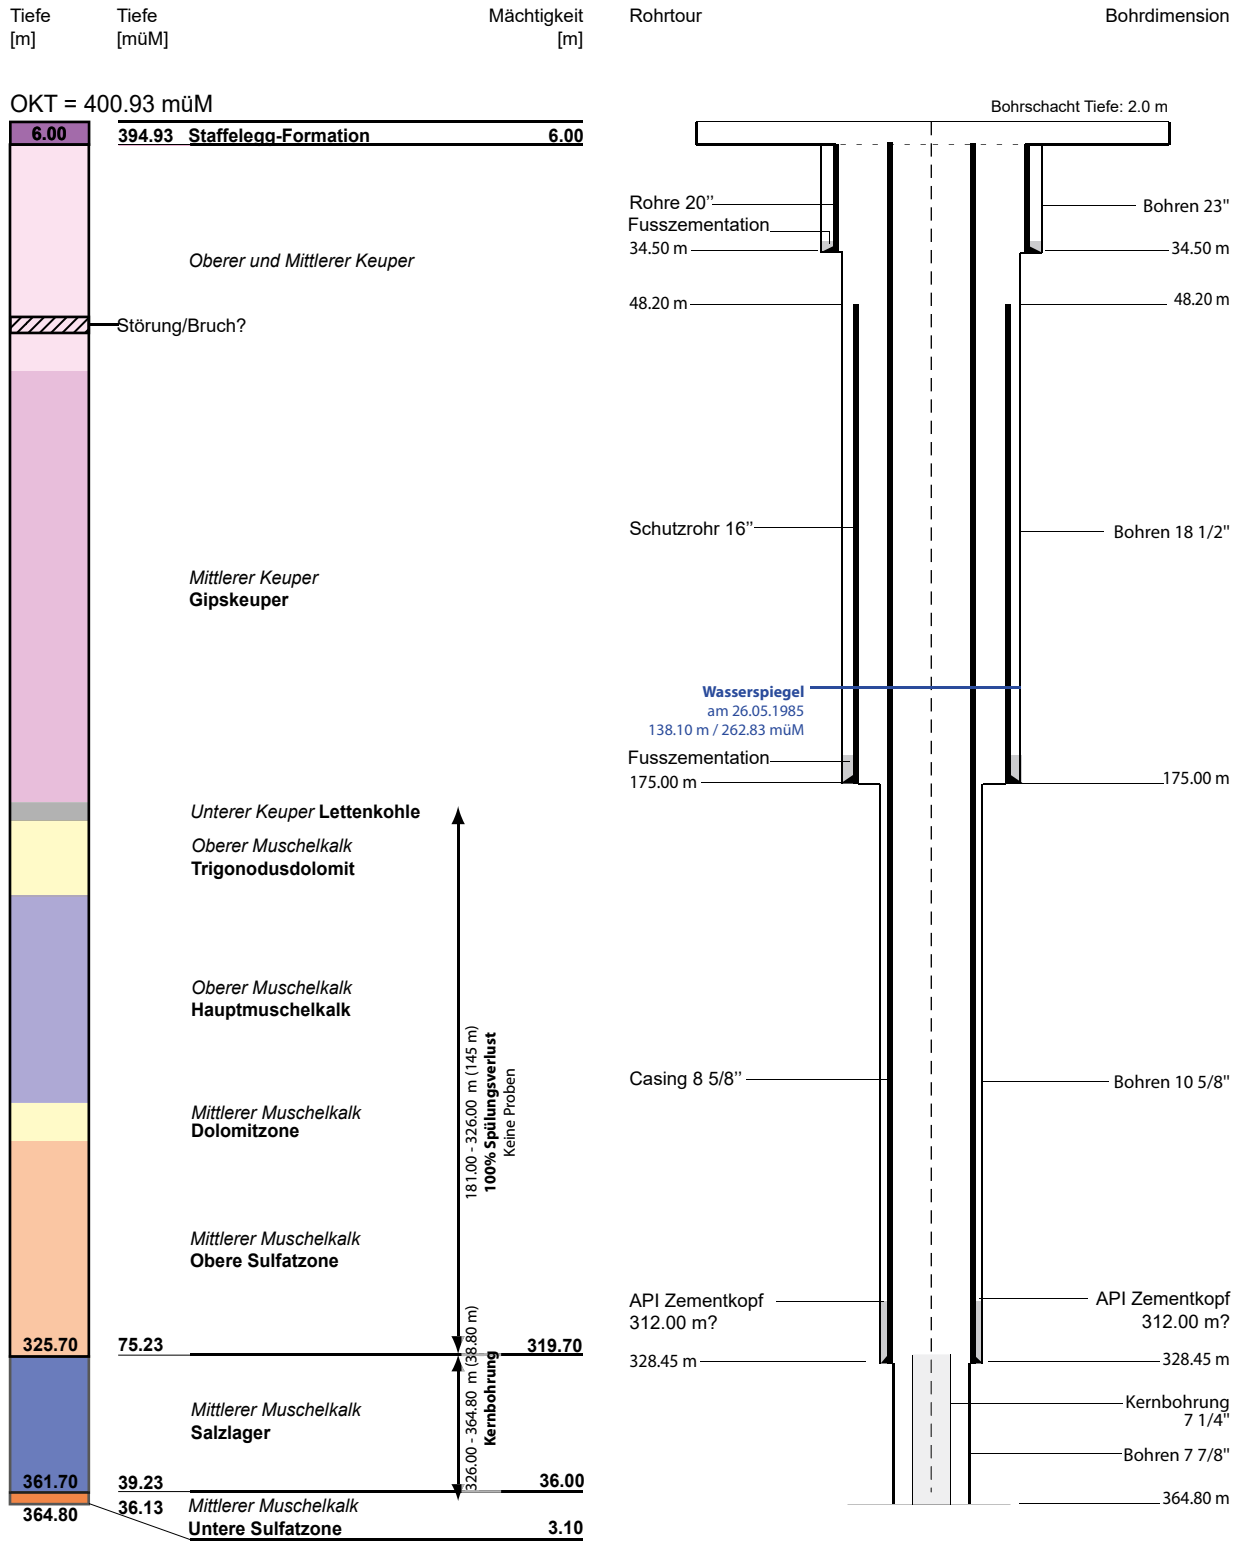 Tiefe
[m]
Tiefe
[müM]
Mächtigkeit
[m]
Rohrtour
Bohrdimension
OKT = 400.93 müM
Bohrschacht Tiefe: 2.0 m
6.00
394.93 Staffelegg-Formation 6.00
Oberer und Mittlerer Keuper
Störung/Bruch?
Mittlerer Keuper
Gipskeuper
Unterer Keuper Lettenkohle
Oberer Muschelkalk
Trigonodusdolomit
Oberer Muschelkalk
Hauptmuschelkalk
Mittlerer Muschelkalk
Dolomitzone
Mittlerer Muschelkalk
Obere Sulfatzone
181.00 - 326.00 m (145 m)
100% Spülungsverlust
Keine Proben
325.70 75.23 319.70
Mittlerer Muschelkalk
Salzlager
326.00 - 364.80 m (38.80 m)
Kernbohrung
361.70 39.23 36.00
364.80
36.13 Mittlerer Muschelkalk
Untere Sulfatzone 3.10
Rohre 20’’
Fusszementation
34.50 m
48.20 m
Schutzrohr 16’’
Wasserspiegel
am 26.05.1985
138.10 m / 262.83 müM
Fusszementation
175.00 m
Casing 8 5/8’’
API Zementkopf
312.00 m?
328.45 m
Bohren 23"
34.50 m
48.20 m
Bohren 18 1/2"
175.00 m
Bohren 10 5/8"
API Zementkopf
312.00 m?
328.45 m
Kernbohrung
7 1/4"
Bohren 7 7/8"
364.80 m